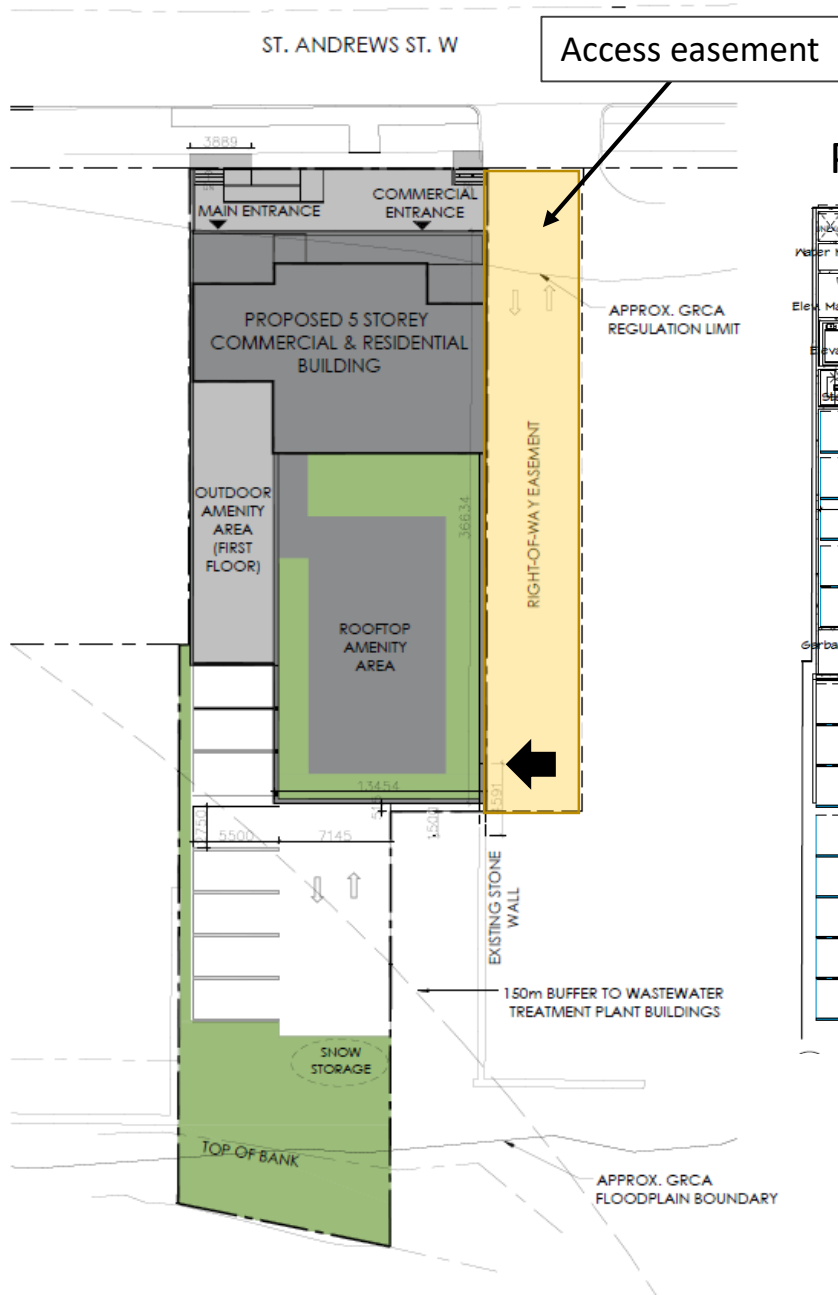 ST. ANDREWS ST. W
Access easement
3889
MAIN ENTRANCE
COMMERCIAL
ENTRANCE
PROPOSED 5 STOREY
COMMERCIAL & RESIDENTIAL
BUILDING
APPROX. GRCA
REGULATION LIMIT
OUTDOOR
AMENITY
AREA
(FIRST
FLOOR)
36634
RIGHT-OF-WAY EASEMENT
ROOFTOP
AMENITY
AREA
13454
2750
5500
7145
1500
EXISTING STONE
WALL
150m BUFFER TO WASTEWATER
TREATMENT PLANT BUILDINGS
SNOW
STORAGE
TOP OF BANK
APPROX. GRCA
FLOODPLAIN BOUNDARY